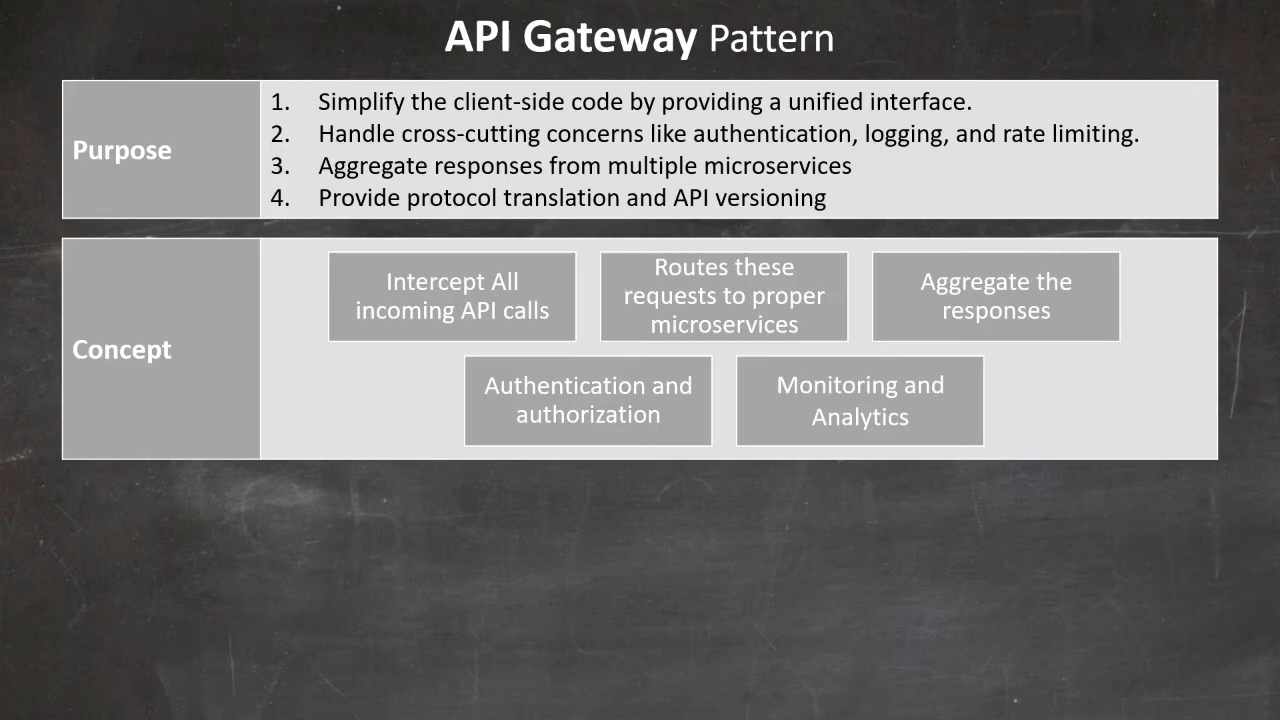 API Gateway Pattern
Purpose
1. Simplify the client-side code by providing a unified interface.
2. Handle cross-cutting concerns like authentication, logging, and rate limiting.
3. Aggregate responses from multiple microservices
4. Provide protocol translation and API versioning
Concept
Intercept All
incoming API calls
Routes these
requests to proper
microservices
Aggregate the
responses
Authentication and
authorization
Monitoring and
Analytics